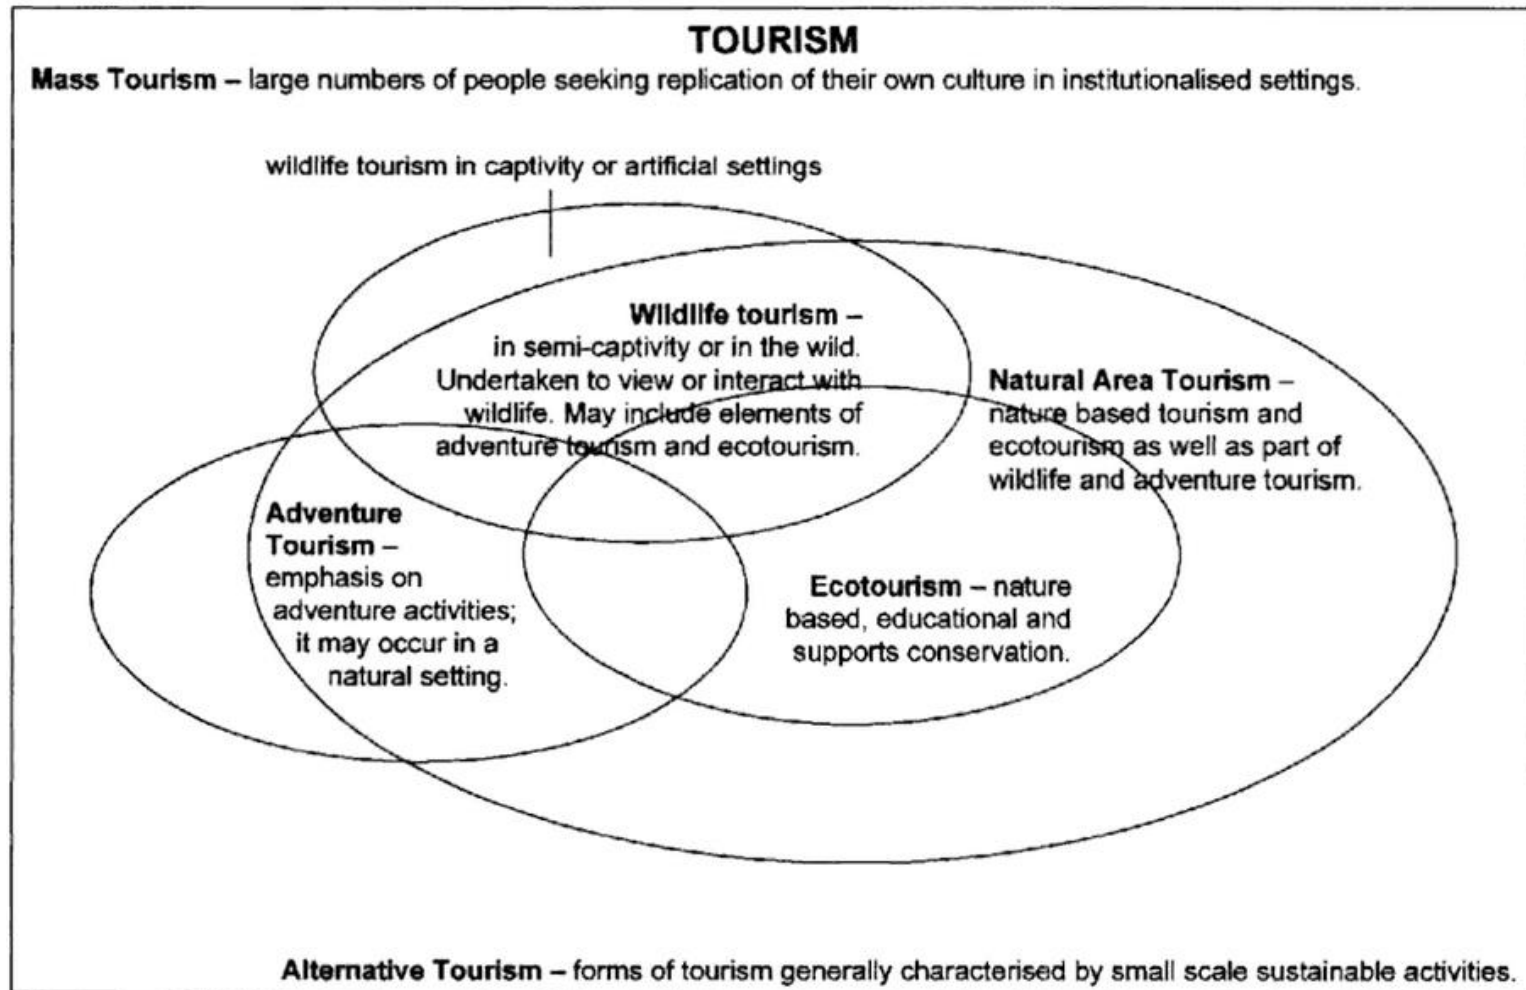 TOURISM
Mass Tourism – large numbers of people seeking replication of their own culture in institutionalised settings.
wildlife tourism in captivity or artificial settings
Wildlife tourism –
in semi-captivity or in the wild.
Undertaken to view or interact with
wildlife. May include elements of
adventure tourism and ecotourism.
Natural Area Tourism –
nature based tourism and
ecotourism as well as part of
wildlife and adventure tourism.
Adventure
Tourism –
emphasis on
adventure activities;
it may occur in a
natural setting.
Ecotourism – nature
based, educational and
supports conservation.
Alternative Tourism – forms of tourism generally characterised by small scale sustainable activities.